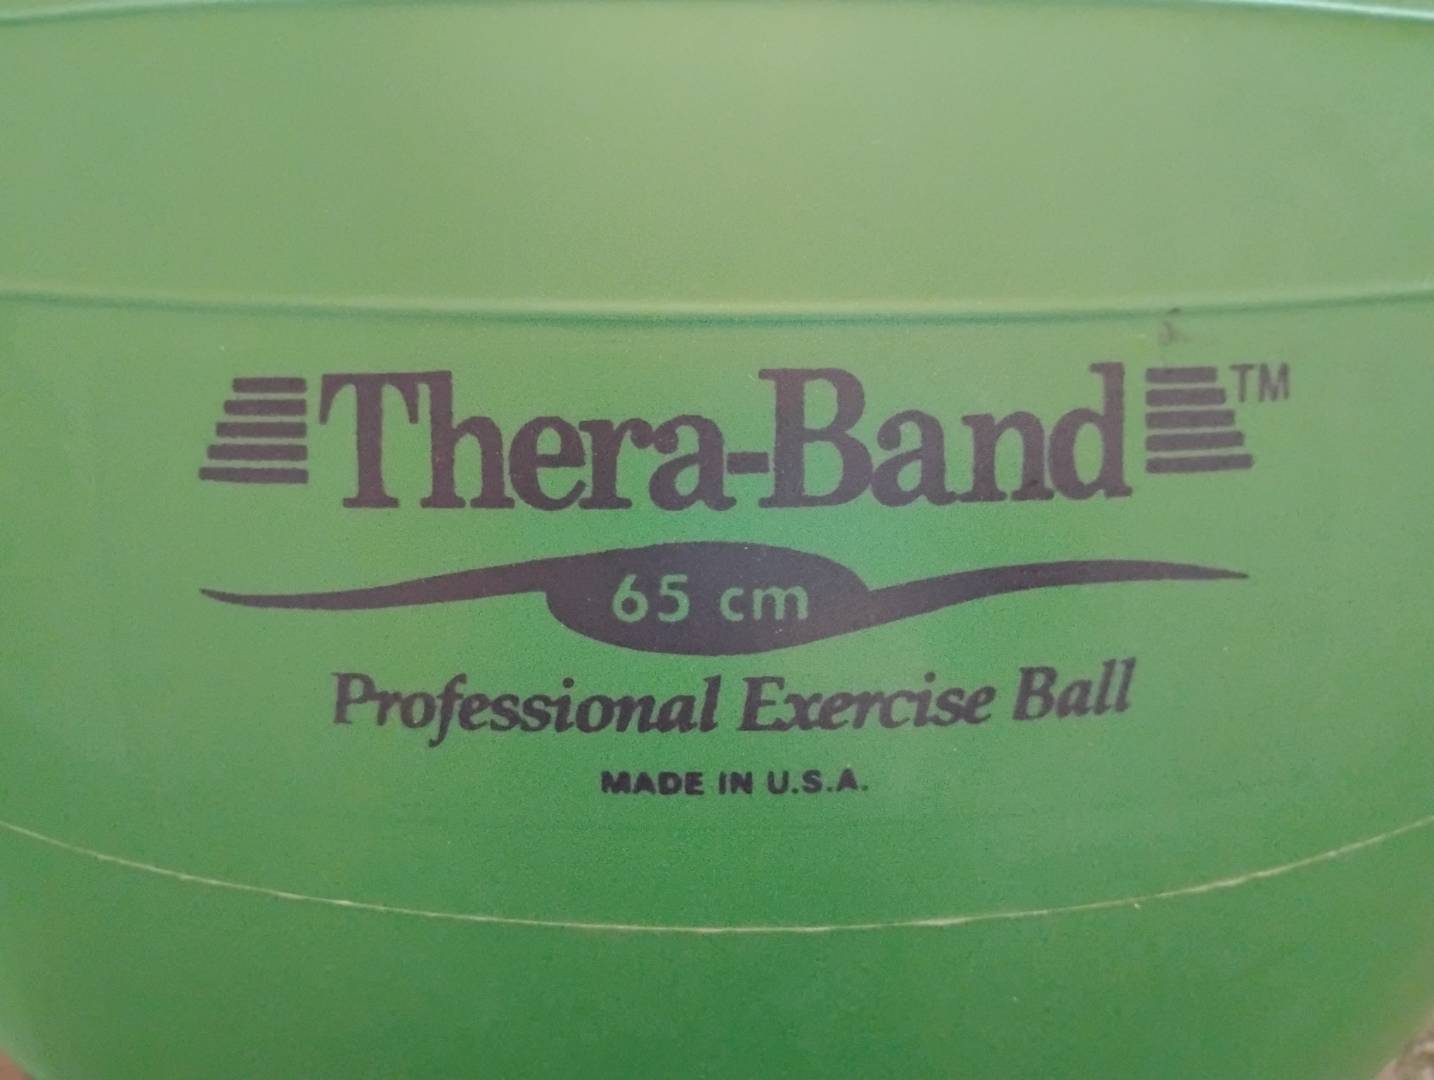 Thera-Band™
65 cm
Professional Exercise Ball
MADE IN U.S.A.